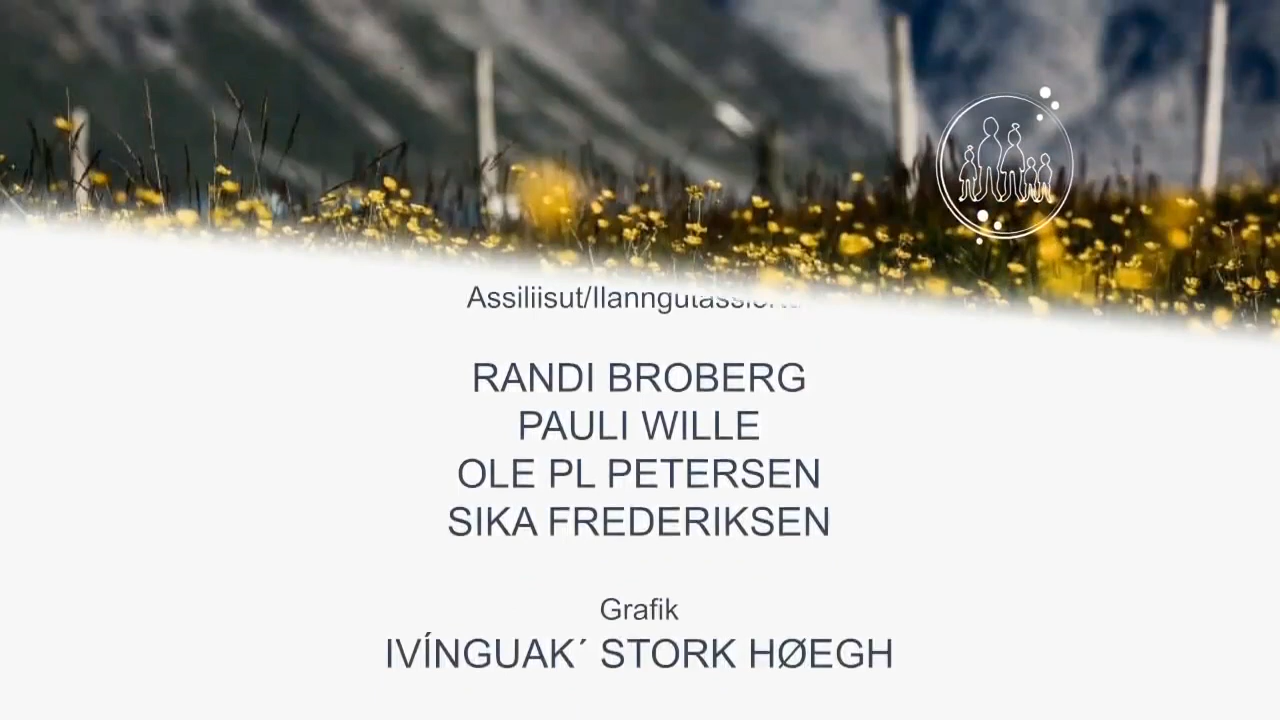 RANDI BROBERG
PAULI WILLE
OLE PL PETERSEN
SIKA FREDERIKSEN
Grafik
IVÍNGUAK´ STORK HØEGH